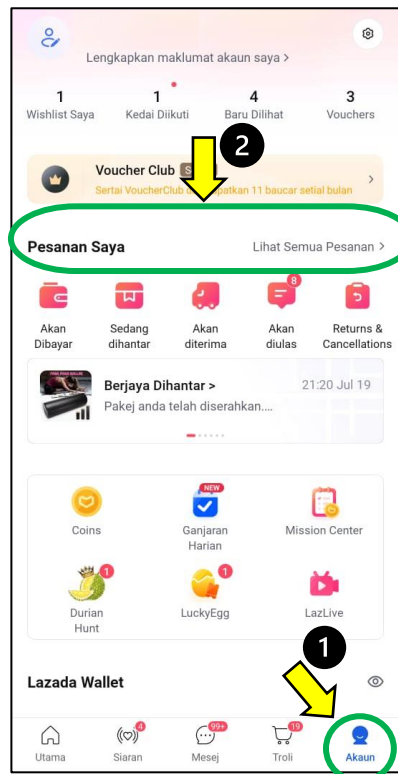 Lengkapkan maklumat akaun saya >
1 1 4 3
Wishlist Saya Kedai Diikuti Baru Dilihat Vouchers
2
Voucher Club
Sertai VoucherClub patkan 11 baucar setial bulan >
Pesanan Saya Lihat Semua Pesanan >
8
Akan Dibayar
Sedang dihantar
Akan diterima
Akan diulas
Returns & Cancellations
Berjaya Dihantar > 21:20 Jul 19
Pakej anda telah diserahkan....
NEW
Coins
Ganjaran Harian
Mission Center
1 1
Durian Hunt
LuckyEgg
LazLive
1
Lazada Wallet
4 99+ 19
Utama Siaran Mesej Troli Akaun